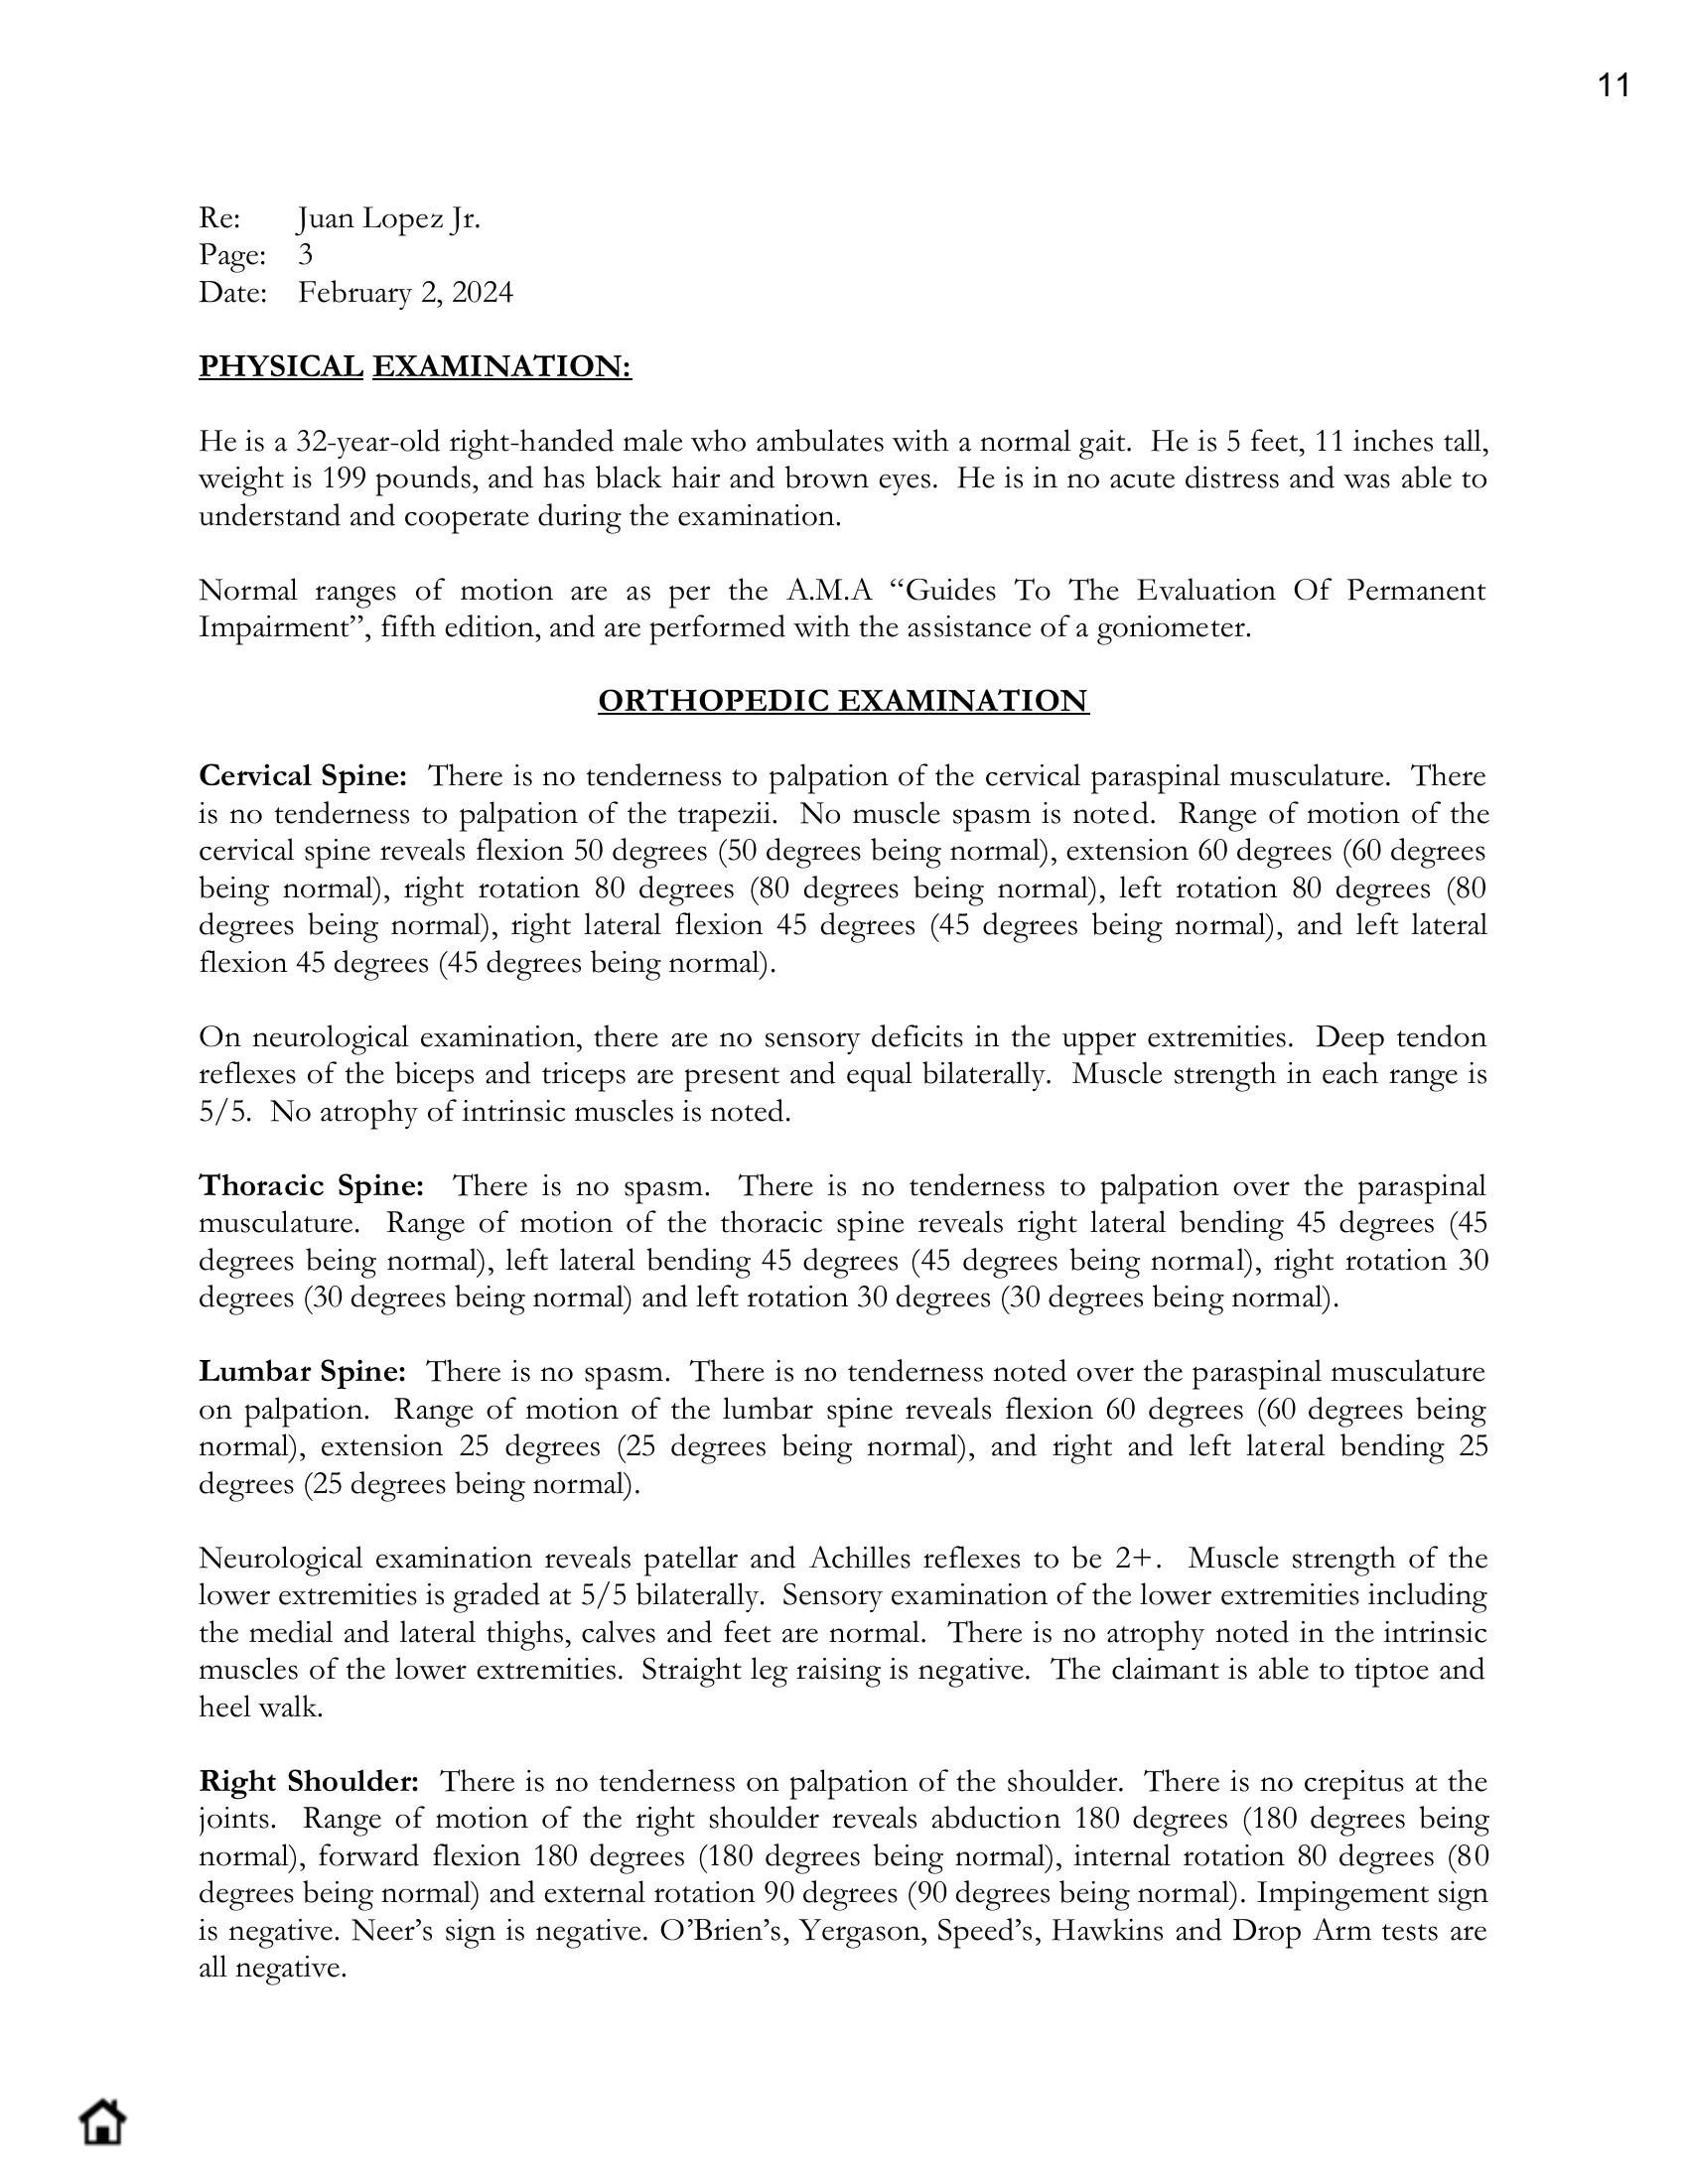 11
Re: Juan Lopez Jr.
Page: 3
Date: February 2, 2024
PHYSICAL EXAMINATION:
He is a 32-year-old right-handed male who ambulates with a normal gait. He is 5 feet, 11 inches tall,
weight is 199 pounds, and has black hair and brown eyes. He is in no acute distress and was able to
understand and cooperate during the examination.
Normal ranges of motion are as per the A.M.A “Guides To The Evaluation Of Permanent
Impairment”, fifth edition, and are performed with the assistance of a goniometer.
ORTHOPEDIC EXAMINATION
Cervical Spine: There is no tenderness to palpation of the cervical paraspinal musculature. There
is no tenderness to palpation of the trapezii. No muscle spasm is noted. Range of motion of the
cervical spine reveals flexion 50 degrees (50 degrees being normal), extension 60 degrees (60 degrees
being normal), right rotation 80 degrees (80 degrees being normal), left rotation 80 degrees (80
degrees being normal), right lateral flexion 45 degrees (45 degrees being normal), and left lateral
flexion 45 degrees (45 degrees being normal).
On neurological examination, there are no sensory deficits in the upper extremities. Deep tendon
reflexes of the biceps and triceps are present and equal bilaterally. Muscle strength in each range is
5/5. No atrophy of intrinsic muscles is noted.
Thoracic Spine: There is no spasm. There is no tenderness to palpation over the paraspinal
musculature. Range of motion of the thoracic spine reveals right lateral bending 45 degrees (45
degrees being normal), left lateral bending 45 degrees (45 degrees being normal), right rotation 30
degrees (30 degrees being normal) and left rotation 30 degrees (30 degrees being normal).
Lumbar Spine: There is no spasm. There is no tenderness noted over the paraspinal musculature
on palpation. Range of motion of the lumbar spine reveals flexion 60 degrees (60 degrees being
normal), extension 25 degrees (25 degrees being normal), and right and left lateral bending 25
degrees (25 degrees being normal).
Neurological examination reveals patellar and Achilles reflexes to be 2+. Muscle strength of the
lower extremities is graded at 5/5 bilaterally. Sensory examination of the lower extremities including
the medial and lateral thighs, calves and feet are normal. There is no atrophy noted in the intrinsic
muscles of the lower extremities. Straight leg raising is negative. The claimant is able to tiptoe and
heel walk.
Right Shoulder: There is no tenderness on palpation of the shoulder. There is no crepitus at the
joints. Range of motion of the right shoulder reveals abduction 180 degrees (180 degrees being
normal), forward flexion 180 degrees (180 degrees being normal), internal rotation 80 degrees (80
degrees being normal) and external rotation 90 degrees (90 degrees being normal). Impingement sign
is negative. Neer’s sign is negative. O’Brien’s, Yergason, Speed’s, Hawkins and Drop Arm tests are
all negative.